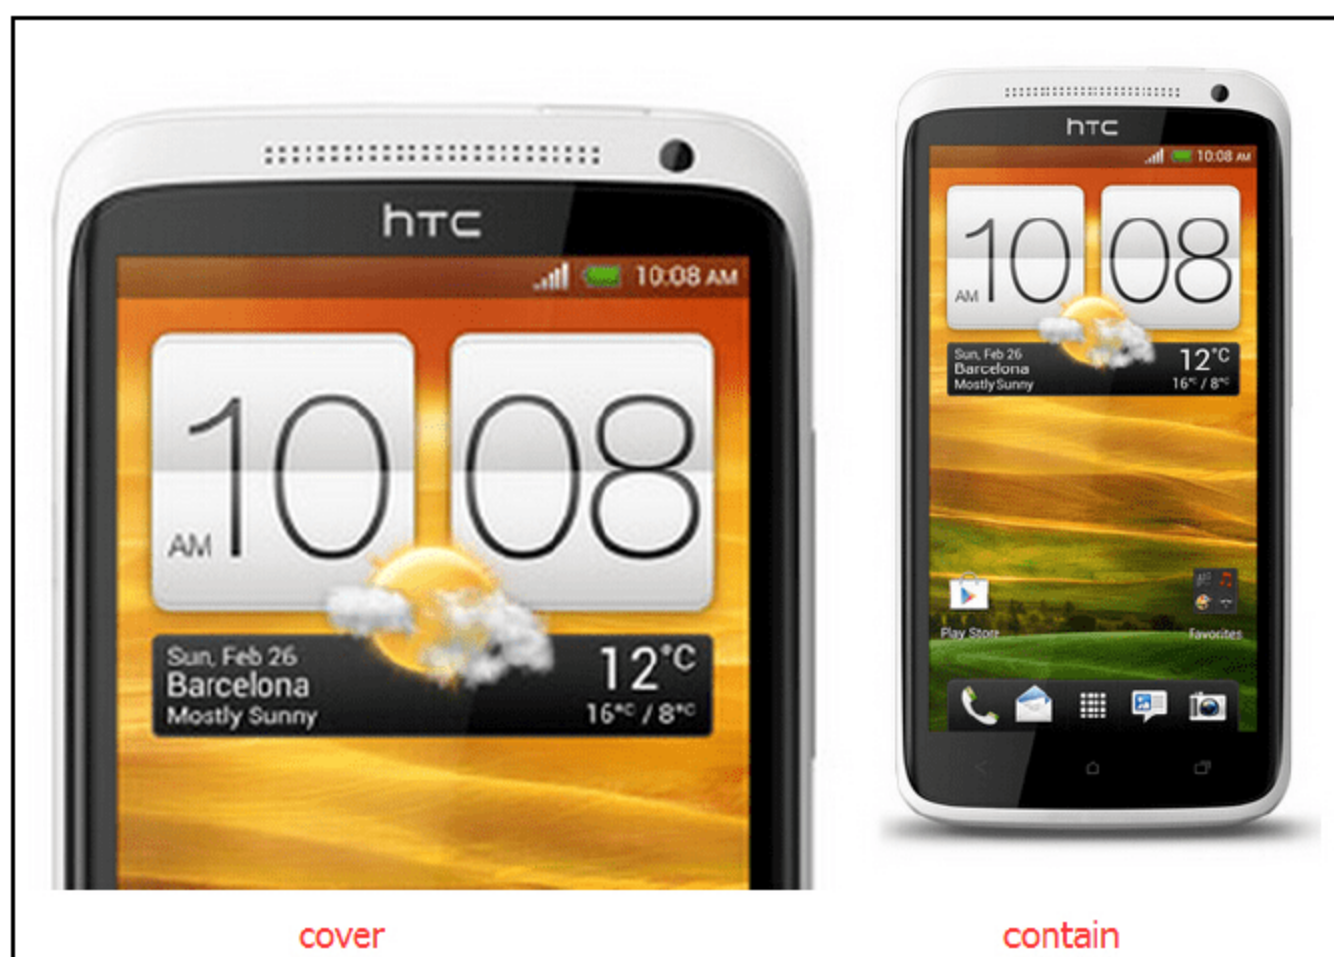 hTC
10:08 AM
10 08
AM
Sun, Feb 26
Barcelona
Mostly Sunny
12°C
16°C / 8°C
cover
hTC
10:08 AM
10 08
AM
Sun, Feb 26
Barcelona
Mostly Sunny
12°C
16°C / 8°C
Play Store
Favorites
contain